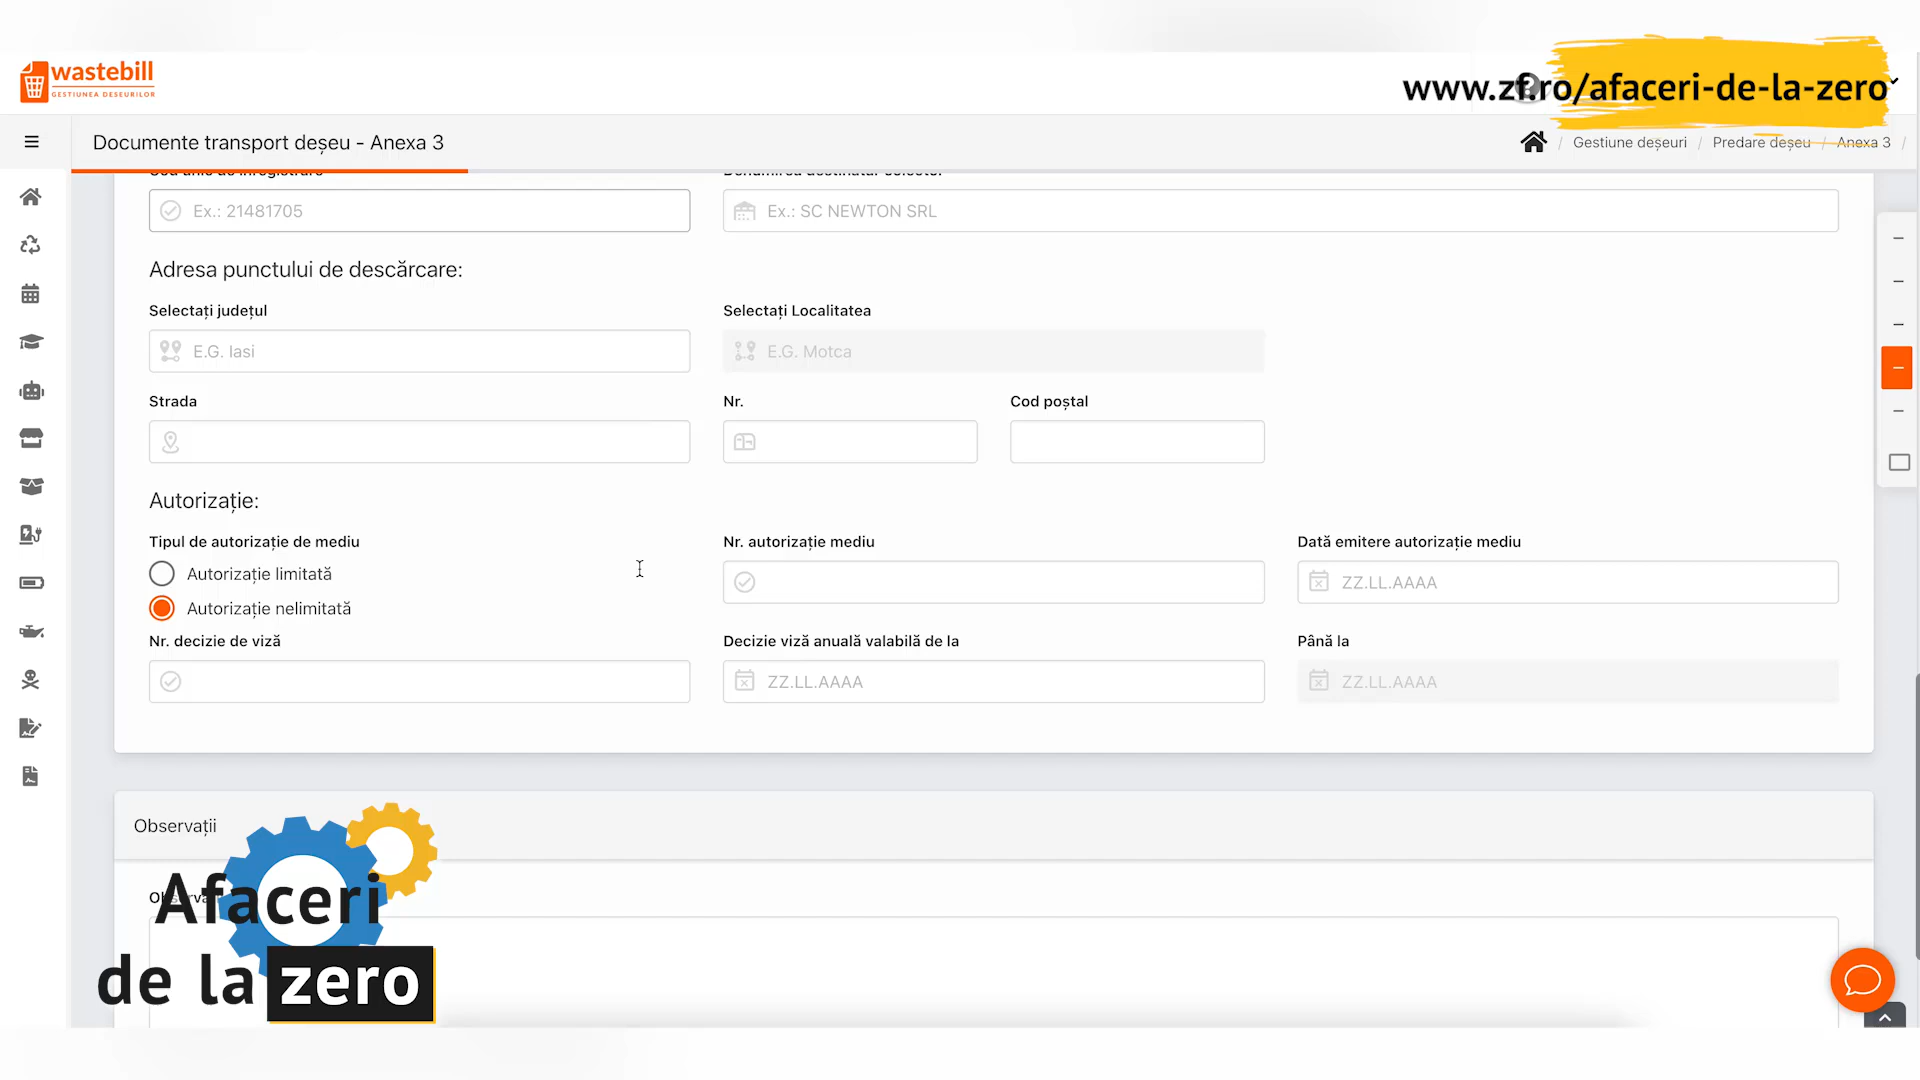 wastebill
GESTIUNEA DESEURILOR
www.zf.ro/afaceri-de-la-zero
Documente transport deșeu - Anexa 3
/ Gestiune deșeuri / Predare deșeu / Anexa 3 /
Ex.: 21481705
Ex.: SC NEWTON SRL
Adresa punctului de descărcare:
Selectați județul
Selectați Localitatea
E.G. Iasi
E.G. Motca
Strada
Nr.
Cod poștal
Autorizație:
Tipul de autorizație de mediu
Nr. autorizație mediu
Dată emitere autorizație mediu
Autorizație limitată
ZZ.LL.AAAA
Autorizație nelimitată
Nr. decizie de viză
Decizie viză anuală valabilă de la
Până la
ZZ.LL.AAAA
ZZ.LL.AAAA
Observații
Afaceri
de la zero